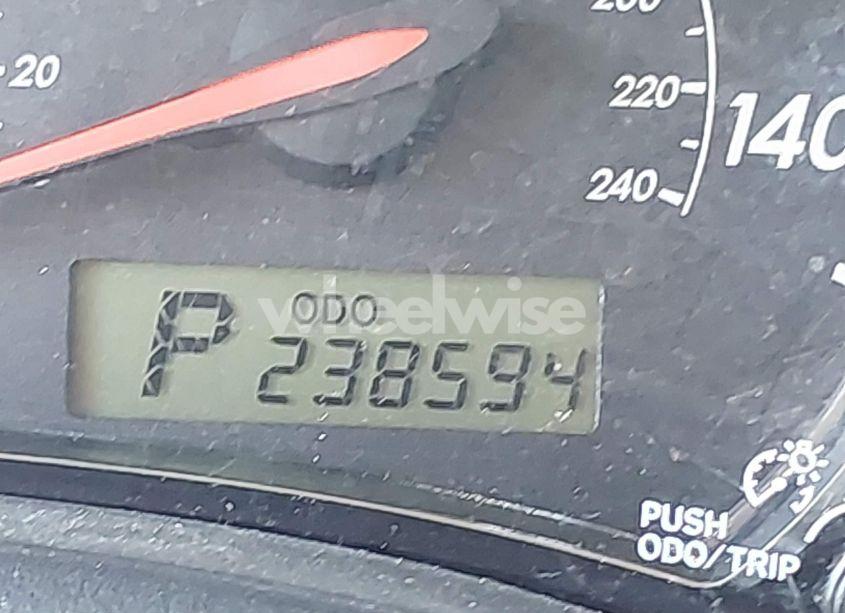 200
20
220
140
240
ODO
P 238594
wheelwise
PUSH
ODO/TRIP